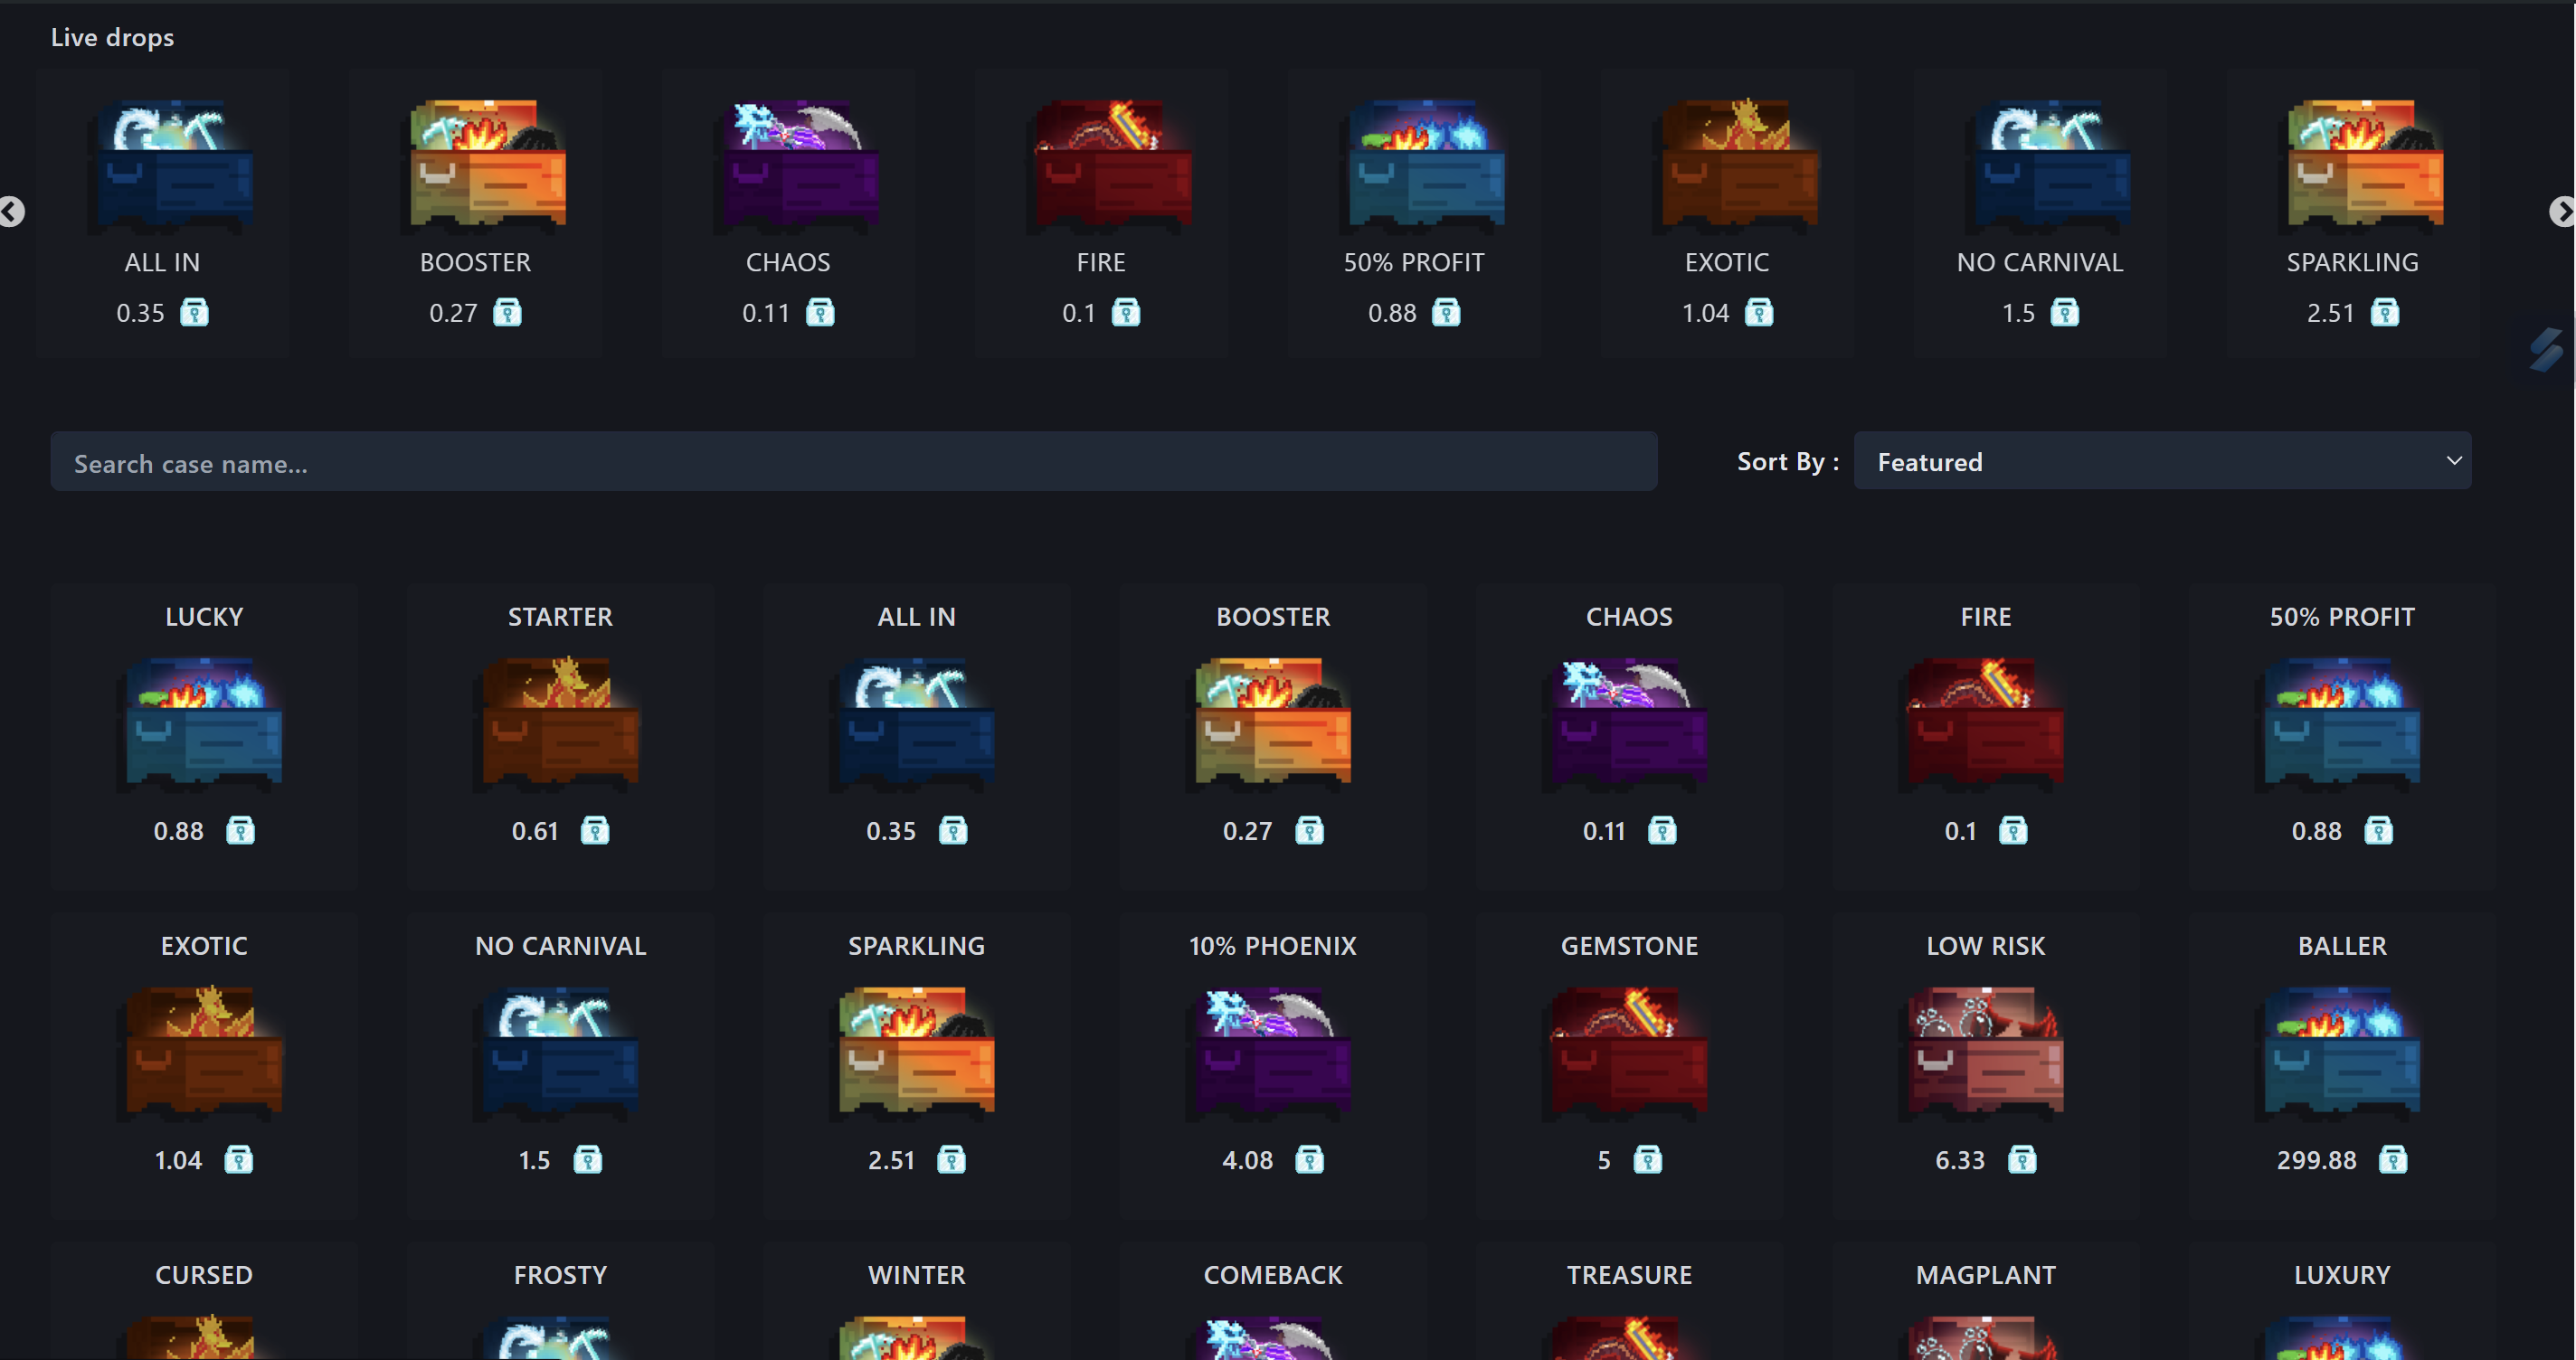 Live drops
ALL IN BOOSTER CHAOS FIRE 50% PROFIT EXOTIC NO CARNIVAL SPARKLING
0.35 0.27 0.11 0.1 0.88 1.04 1.5 2.51
Search case name... Sort By : Featured
LUCKY STARTER ALL IN BOOSTER CHAOS FIRE 50% PROFIT
0.88 0.61 0.35 0.27 0.11 0.1 0.88
EXOTIC NO CARNIVAL SPARKLING 10% PHOENIX GEMSTONE LOW RISK BALLER
1.04 1.5 2.51 4.08 5 6.33 299.88
CURSED FROSTY WINTER COMEBACK TREASURE MAGPLANT LUXURY